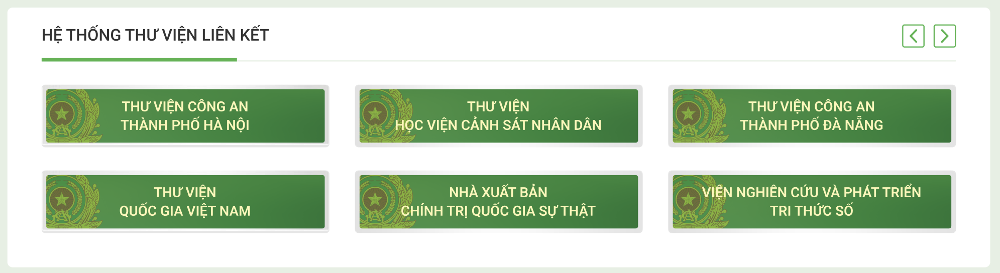 HỆ THỐNG THƯ VIỆN LIÊN KẾT
THƯ VIỆN CÔNG AN
THÀNH PHỐ HÀ NỘI
THƯ VIỆN
HỌC VIỆN CẢNH SÁT NHÂN DÂN
THƯ VIỆN CÔNG AN
THÀNH PHỐ ĐÀ NẴNG
THƯ VIỆN
QUỐC GIA VIỆT NAM
NHÀ XUẤT BẢN
CHÍNH TRỊ QUỐC GIA SỰ THẬT
VIỆN NGHIÊN CỨU VÀ PHÁT TRIỂN
TRI THỨC SỐ